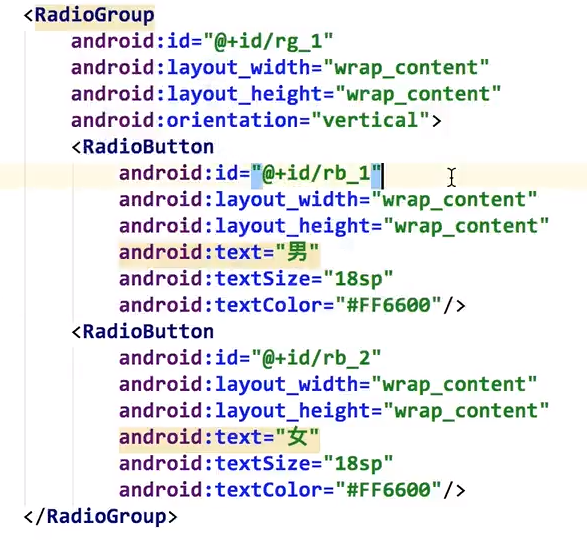 <RadioGroup
android:id="@+id/rg_1"
android:layout_width="wrap_content"
android:layout_height="wrap_content"
android:orientation="vertical">
<RadioButton
android:id="@+id/rb_1"
android:layout_width="wrap_content"
android:layout_height="wrap_content"
android:text="男"
android:textSize="18sp"
android:textColor="#FF6600"/>
<RadioButton
android:id="@+id/rb_2"
android:layout_width="wrap_content"
android:layout_height="wrap_content"
android:text="女"
android:textSize="18sp"
android:textColor="#FF6600"/>
</RadioGroup>